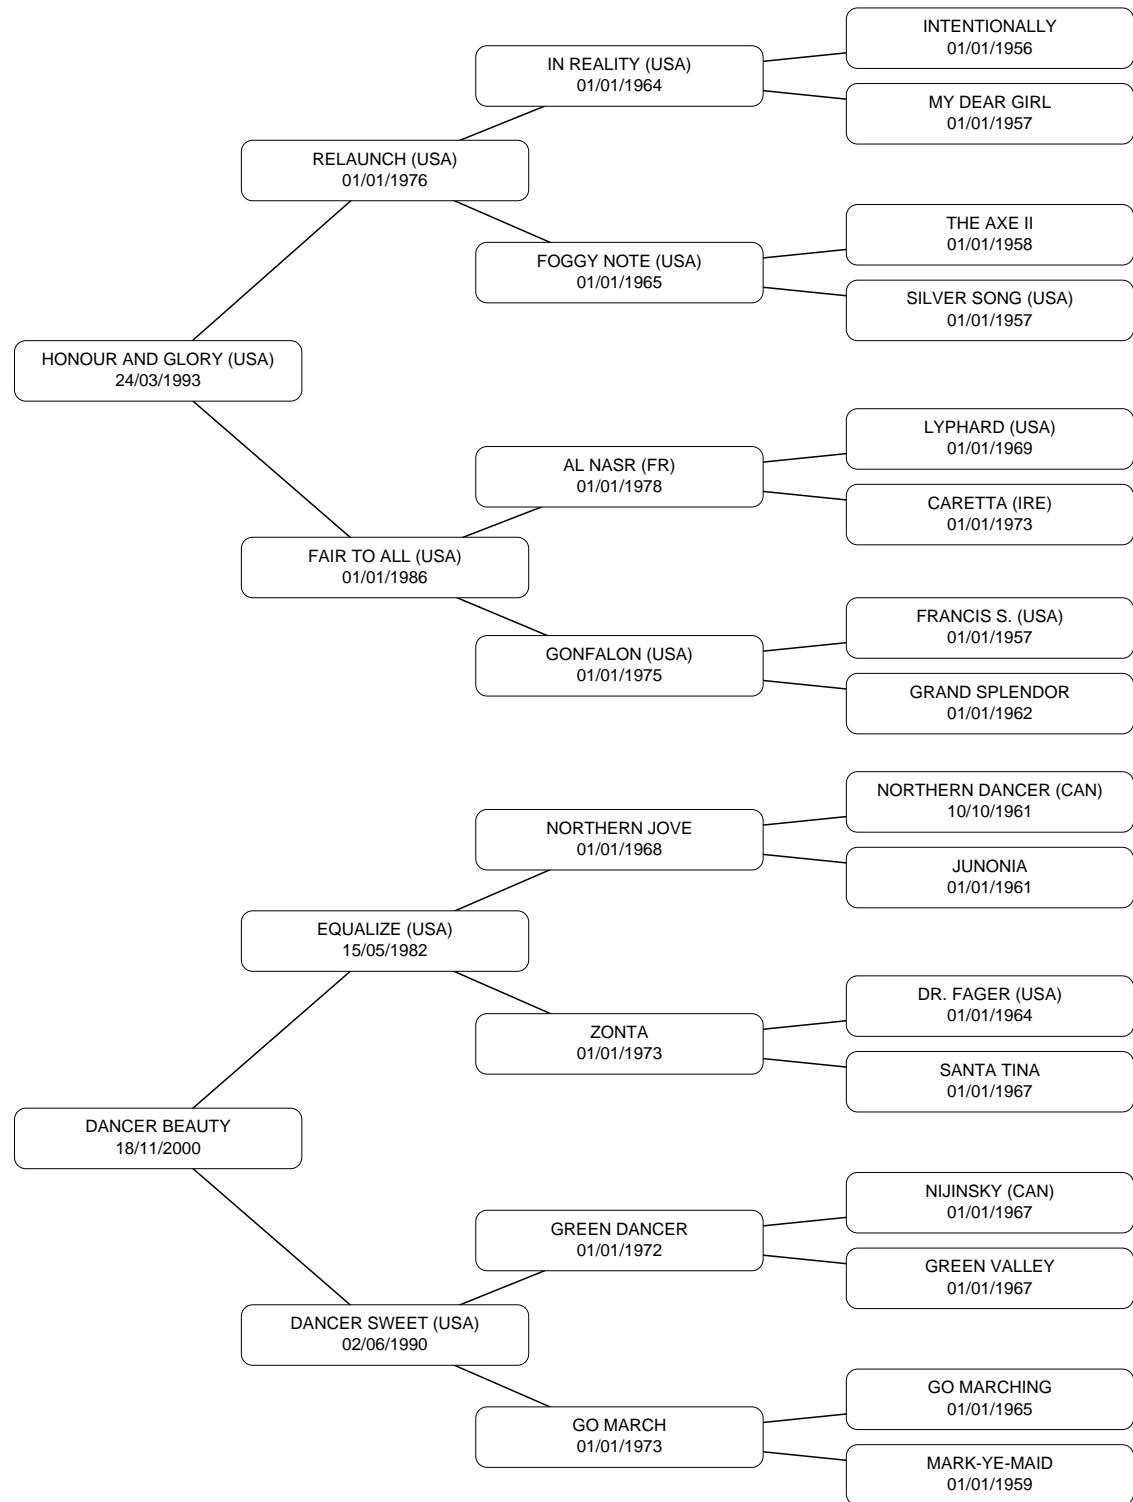 INTENTIONALLY
01/01/1956
IN REALITY (USA)
01/01/1964
MY DEAR GIRL
01/01/1957
RELAUNCH (USA)
01/01/1976
THE AXE II
01/01/1958
FOGGY NOTE (USA)
01/01/1965
SILVER SONG (USA)
01/01/1957
HONOUR AND GLORY (USA)
24/03/1993
LYPHARD (USA)
01/01/1969
AL NASR (FR)
01/01/1978
CARETTA (IRE)
01/01/1973
FAIR TO ALL (USA)
01/01/1986
FRANCIS S. (USA)
01/01/1957
GONFALON (USA)
01/01/1975
GRAND SPLENDOR
01/01/1962
NORTHERN DANCER (CAN)
10/10/1961
NORTHERN JOVE
01/01/1968
JUNONIA
01/01/1961
EQUALIZE (USA)
15/05/1982
DR. FAGER (USA)
01/01/1964
ZONTA
01/01/1973
SANTA TINA
01/01/1967
DANCER BEAUTY
18/11/2000
NIJINSKY (CAN)
01/01/1967
GREEN DANCER
01/01/1972
GREEN VALLEY
01/01/1967
DANCER SWEET (USA)
02/06/1990
GO MARCHING
01/01/1965
GO MARCH
01/01/1973
MARK-YE-MAID
01/01/1959